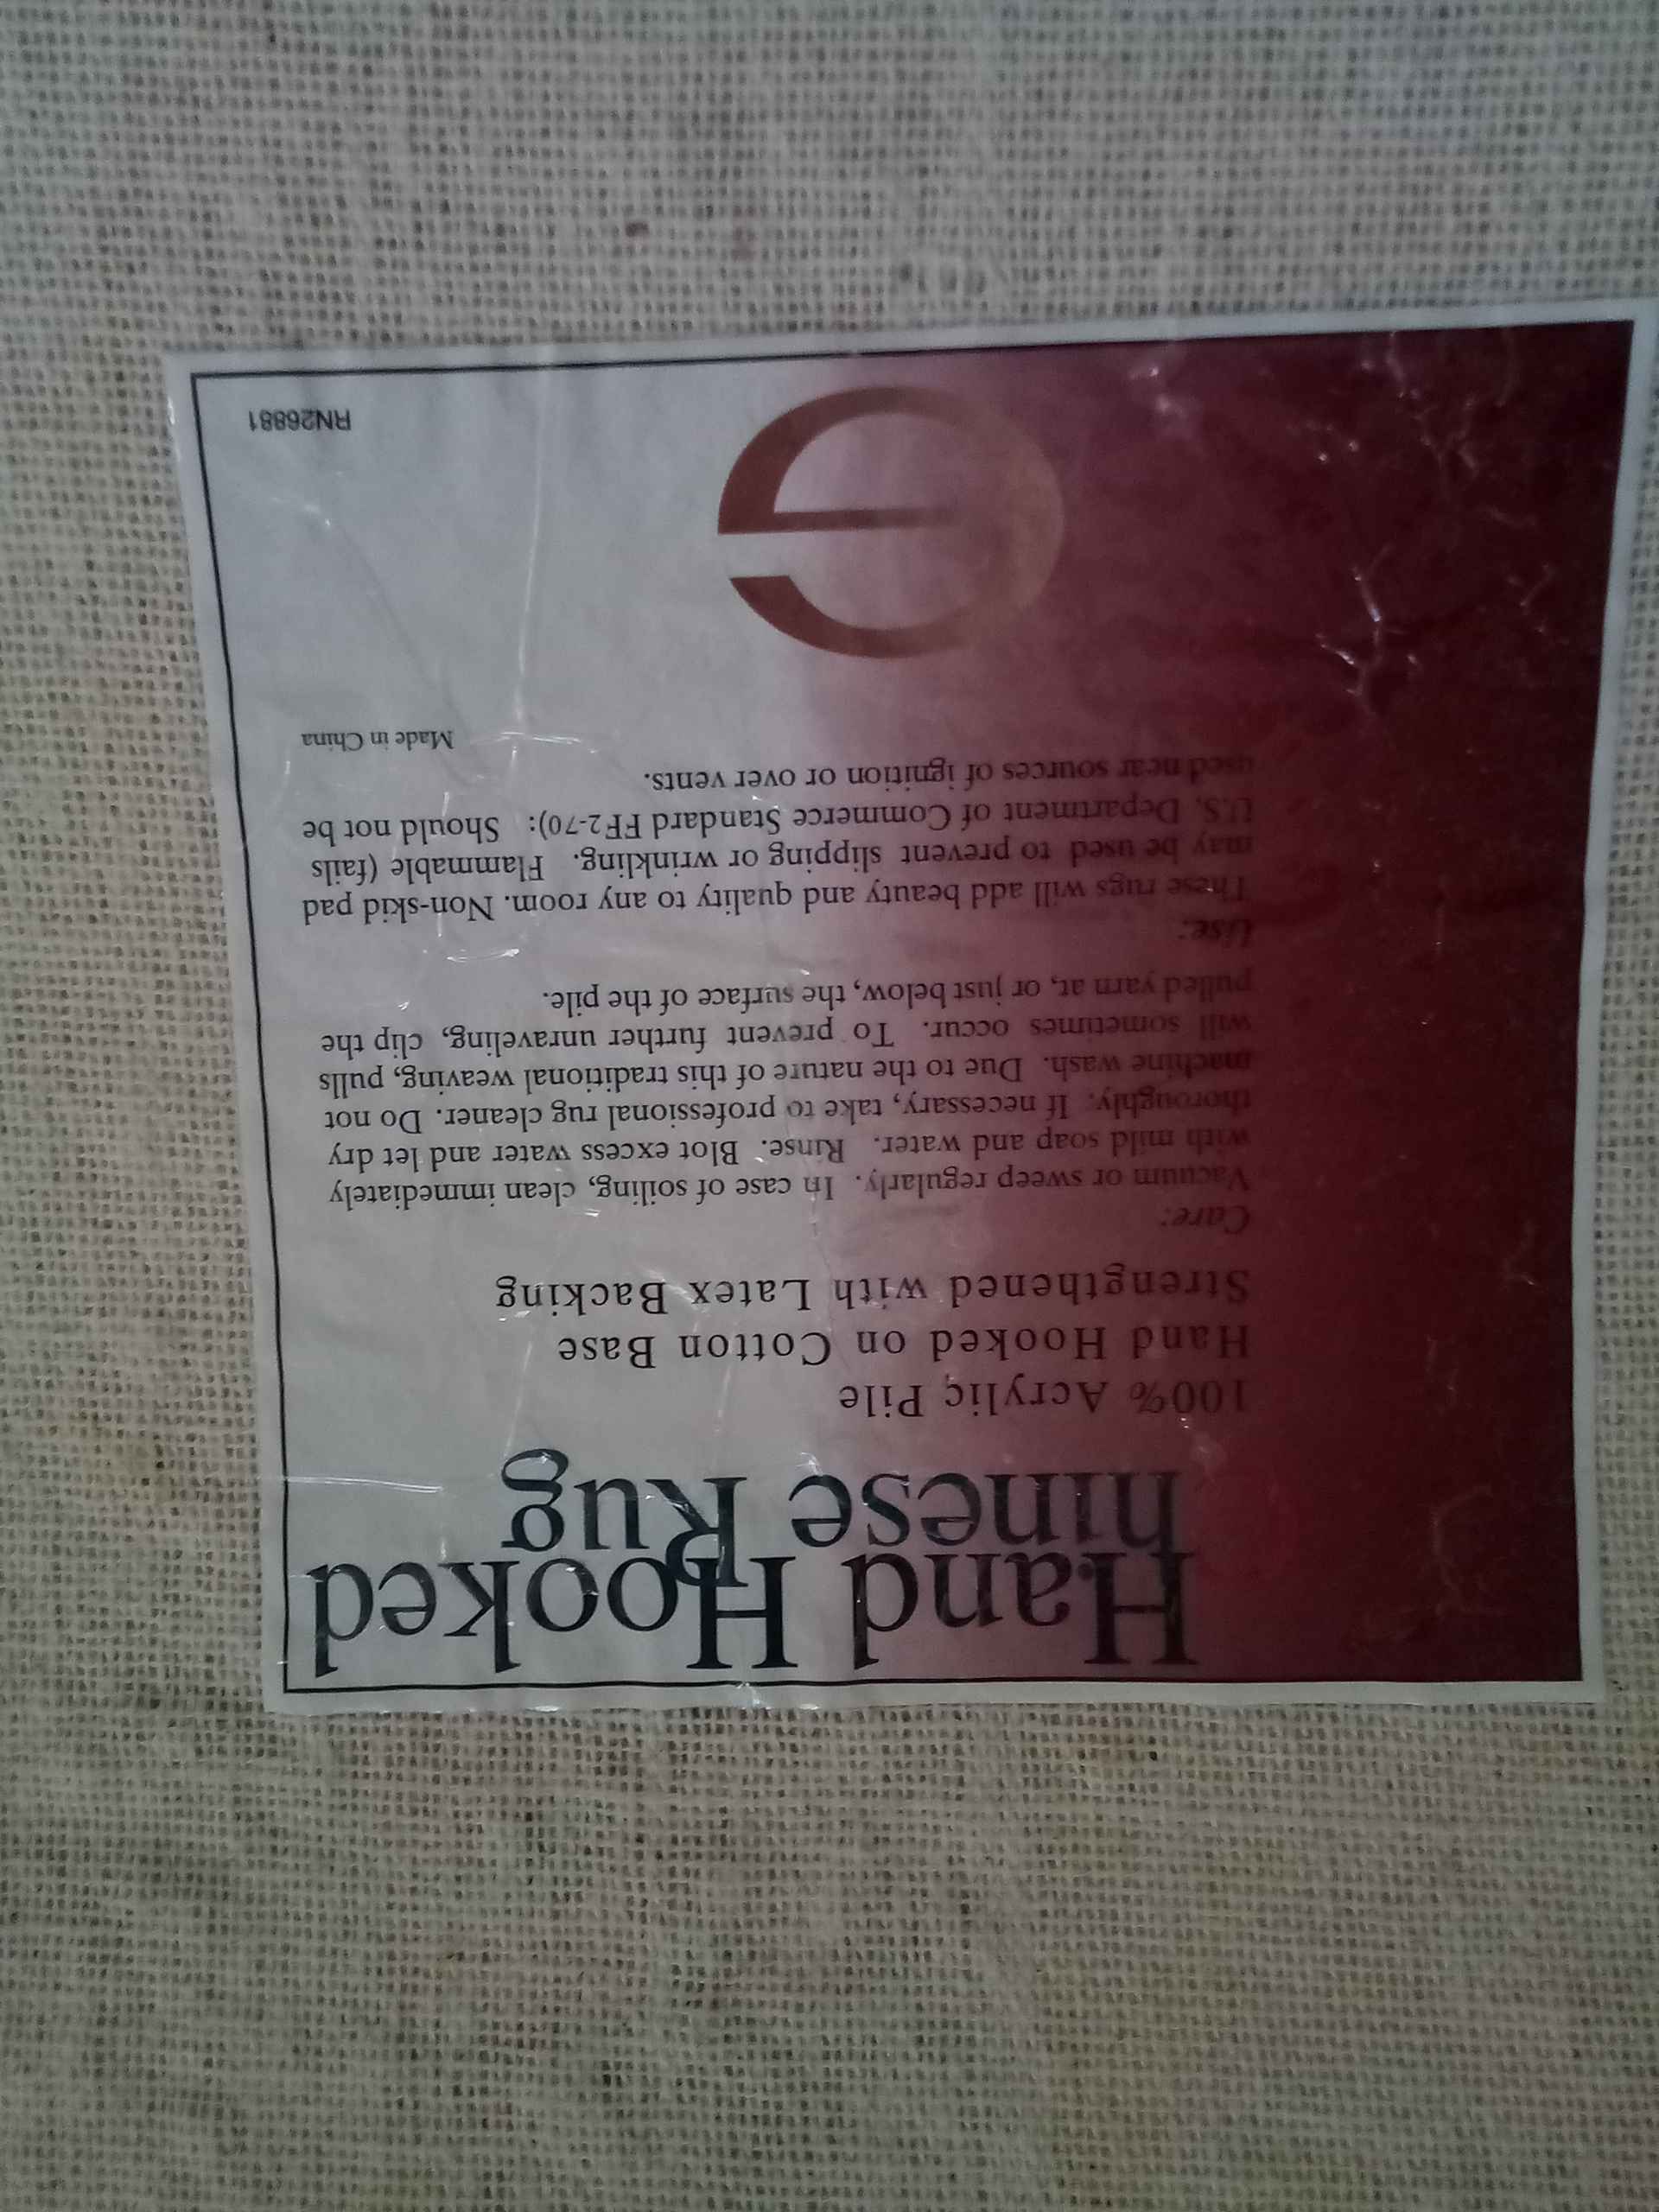 Hand Hooked
hinese Rug
100% Acrylic Pile
Hand Hooked on Cotton Base
Strengthened with Latex Backing
Care:
Vacuum or sweep regularly. In case of soiling, clean immediately
with mild soap and water. Rinse. Blot excess water and let dry
thoroughly. If necessary, take to professional rug cleaner. Do not
machine wash. Due to the nature of this traditional weaving, pulls
will sometimes occur. To prevent further unraveling, clip the
pulled yarn at, or just below, the surface of the pile.
Use:
These rugs will add beauty and quality to any room. Non-skid pad
may be used to prevent slipping or wrinkling. Flammable (fails
U.S. Department of Commerce Standard FF2-70): Should not be
used near sources of ignition or over vents.
Made in China
e
RN26881